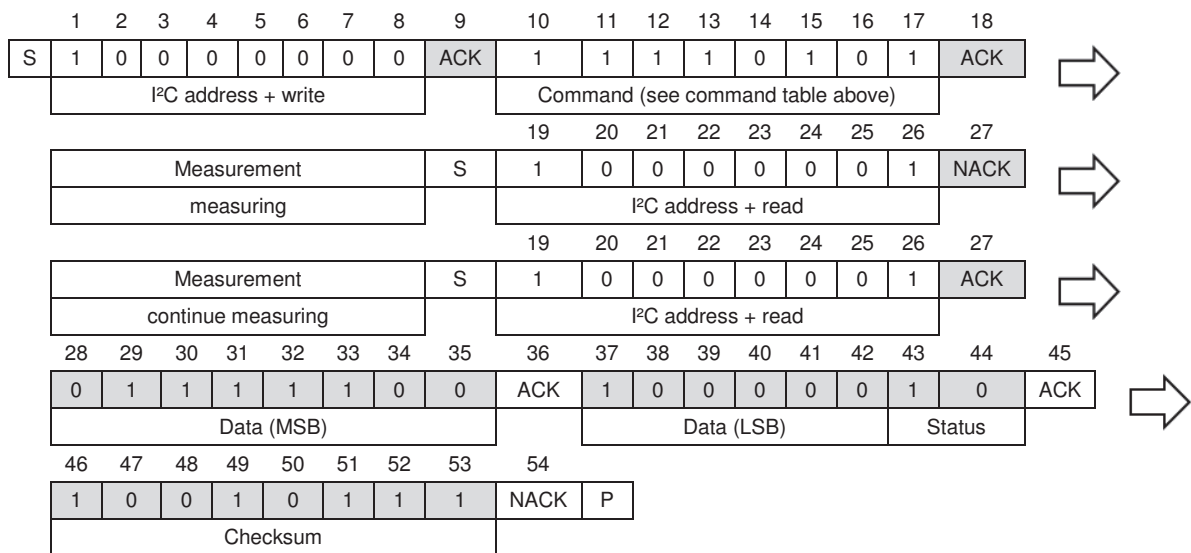 1 2 3 4 5 6 7 8 9 10 11 12 13 14 15 16 17 18
S 1 0 0 0 0 0 0 0 ACK 1 1 1 1 0 1 0 1 ACK
I²C address + write Command (see command table above)
19 20 21 22 23 24 25 26 27
Measurement S 1 0 0 0 0 0 0 1 NACK
measuring I²C address + read
19 20 21 22 23 24 25 26 27
Measurement S 1 0 0 0 0 0 0 1 ACK
continue measuring I²C address + read
28 29 30 31 32 33 34 35 36 37 38 39 40 41 42 43 44 45
0 1 1 1 1 1 0 0 ACK 1 0 0 0 0 0 1 0 ACK
Data (MSB) Data (LSB) Status
46 47 48 49 50 51 52 53 54
1 0 0 1 0 1 1 1 NACK P
Checksum